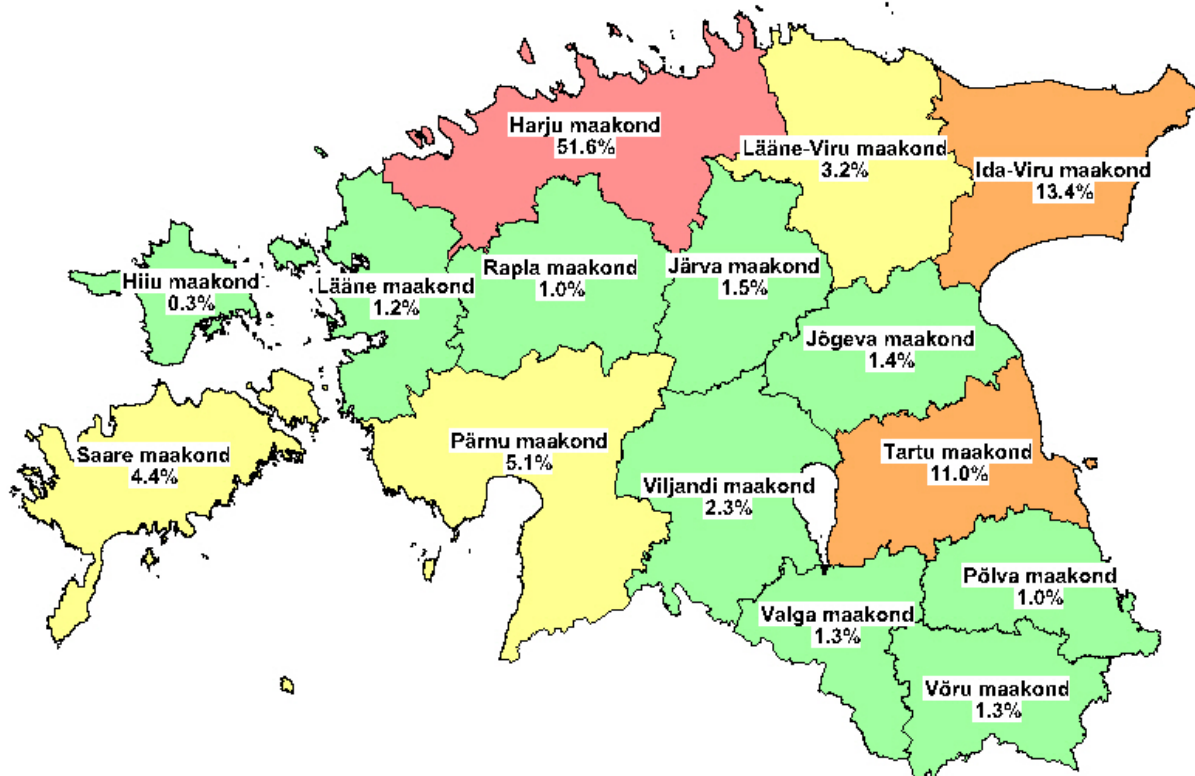 Harju maakond
51.6%
Lääne-Viru maakond
3.2%
Ida-Viru maakond
13.4%
Hiiu maakond
0.3%
Lääne maakond
1.2%
Rapla maakond
1.0%
Järva maakond
1.5%
Jõgeva maakond
1.4%
Saare maakond
4.4%
Pärnu maakond
5.1%
Viljandi maakond
2.3%
Tartu maakond
11.0%
Põlva maakond
1.0%
Valga maakond
1.3%
Võru maakond
1.3%